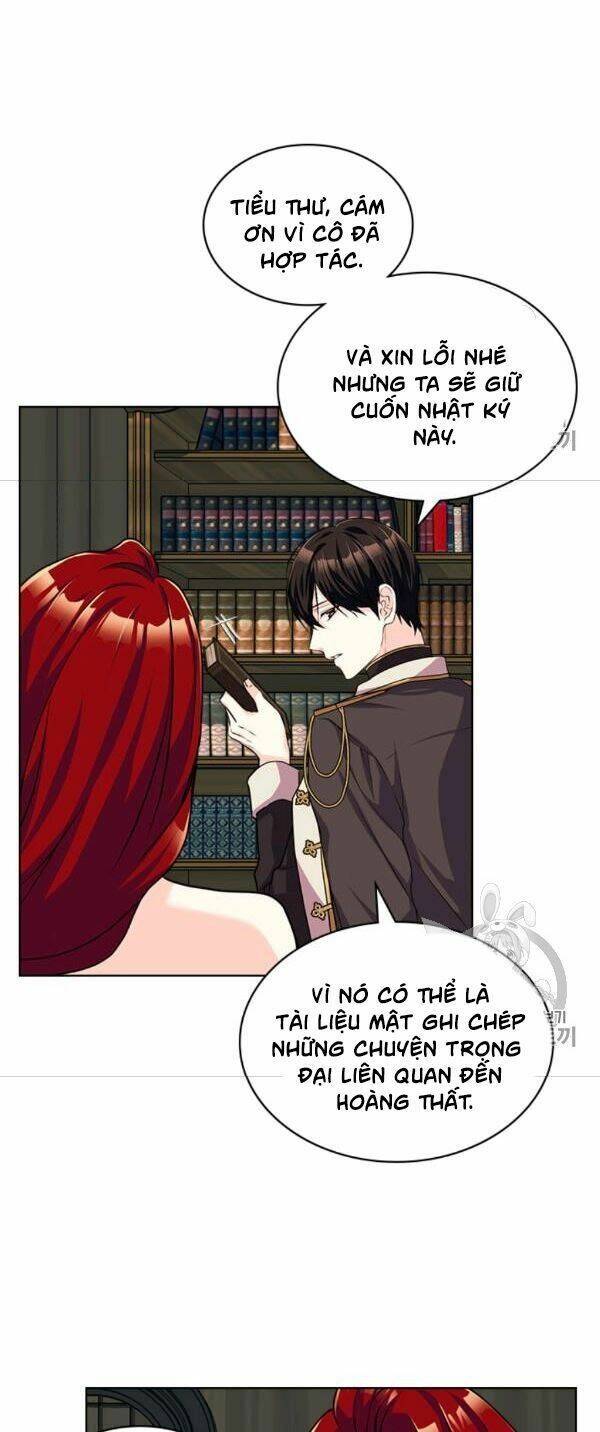 TIỂU THƯ, CÁM
ƠN VÌ CÔ ĐÃ
HỢP TÁC.
VÀ XIN LỖI NHÉ
NHƯNG TA SẼ GIỮ
CUỐN NHẬT KÝ
NÀY.
VÌ NÓ CÓ THỂ LÀ
TÀI LIỆU MẬT GHI CHÉP
NHỮNG CHUYỆN TRỌNG
ĐẠI LIÊN QUAN ĐẾN
HOÀNG THẤT.